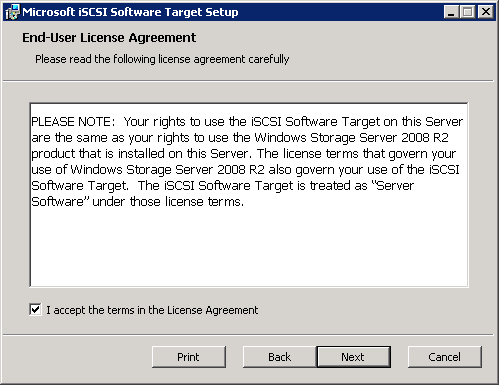 Microsoft iSCSI Software Target Setup
End-User License Agreement
Please read the following license agreement carefully
PLEASE NOTE:  Your rights to use the iSCSI Software Target on this Server
are the same as your rights to use the Windows Storage Server 2008 R2
product that is installed on this Server. The license terms that govern your
use of Windows Storage Server 2008 R2 also govern your use of the iSCSI
Software Target.  The iSCSI Software Target is treated as “Server
Software” under those license terms.
I accept the terms in the License Agreement
Print Back Next Cancel